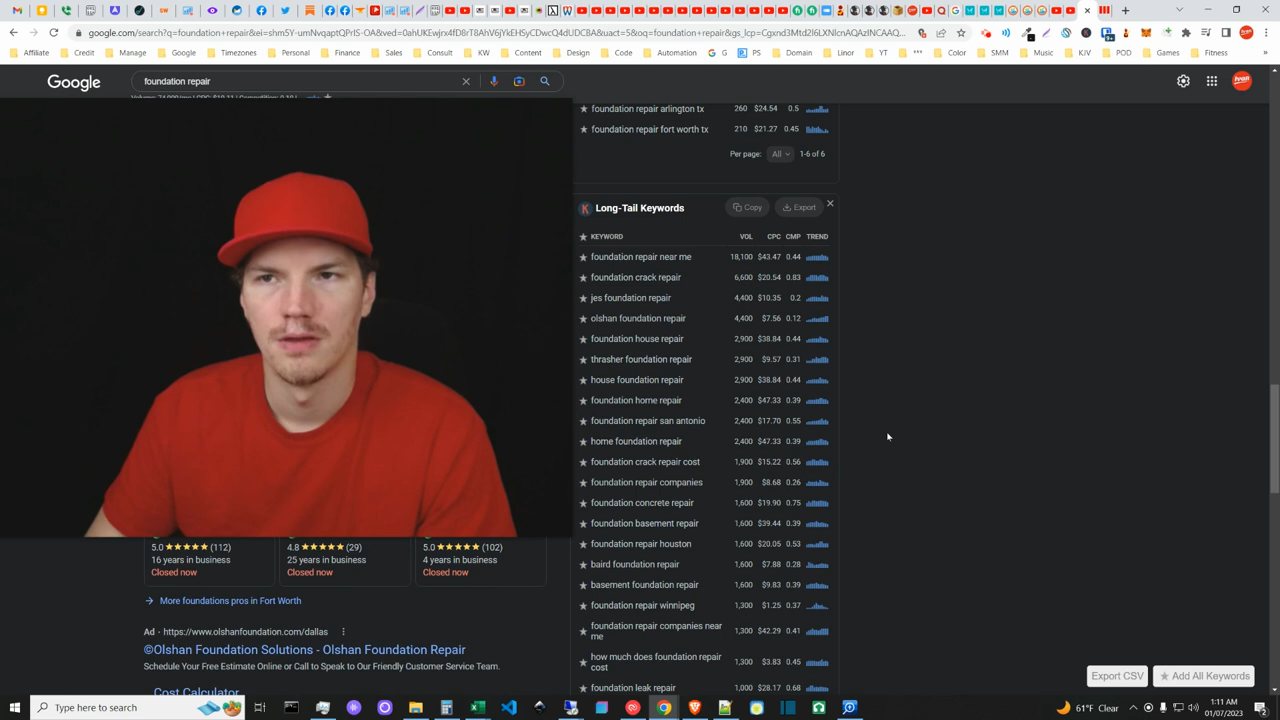 google.com/search?q=foundation+repair&ei=shm5Y-umNvqaptQPrIS-OA&ved=0ahUKEwjrx4fD8rT8AhV6jYkEHSyCDwcQ4dUDCBA&uact=5&oq=foundation+repair&gs_lcp=Cgxnd3Mtd2l6LXNlcnAQAzINCAAQ...
Affiliate Credit Manage Google Timezones Personal Finance Sales Consult KW Content Design Code Automation PS Domain Linor YT *** Color SMM Music KJV POD Games Fitness
Google
foundation repair
foundation repair arlington tx 260 $24.54 0.5
foundation repair fort worth tx 210 $21.27 0.45
Per page: All 1-6 of 6
Long-Tail Keywords Copy Export
KEYWORD VOL CPC CMP TREND
foundation repair near me 18,100 $43.47 0.44
foundation crack repair 6,600 $20.54 0.83
jes foundation repair 4,400 $10.35 0.2
olshan foundation repair 4,400 $7.56 0.12
foundation house repair 2,900 $38.84 0.44
thrasher foundation repair 2,900 $9.57 0.31
house foundation repair 2,900 $38.84 0.44
foundation home repair 2,400 $47.33 0.39
foundation repair san antonio 2,400 $17.70 0.55
home foundation repair 2,400 $47.33 0.39
foundation crack repair cost 1,900 $15.22 0.56
foundation repair companies 1,900 $8.68 0.26
foundation concrete repair 1,600 $19.90 0.75
foundation basement repair 1,600 $39.44 0.39
foundation repair houston 1,600 $20.05 0.53
baird foundation repair 1,600 $7.88 0.28
basement foundation repair 1,600 $9.83 0.39
foundation repair winnipeg 1,300 $1.25 0.37
foundation repair companies near
me 1,300 $42.29 0.41
how much does foundation repair
cost 1,300 $3.83 0.45
foundation leak repair 1,000 $28.17 0.68
5.0 ★★★★★ (112) 4.8 ★★★★★ (29) 5.0 ★★★★★ (102)
16 years in business 25 years in business 4 years in business
Closed now Closed now Closed now
More foundations pros in Fort Worth
Ad · https://www.olshanfoundation.com/dallas
©Olshan Foundation Solutions - Olshan Foundation Repair
Schedule Your Free Estimate Online or Call to Speak to Our Friendly Customer Service Team.
Cost Calculator
Export CSV Add All Keywords
Type here to search
61°F Clear
1:11 AM
01/07/2023